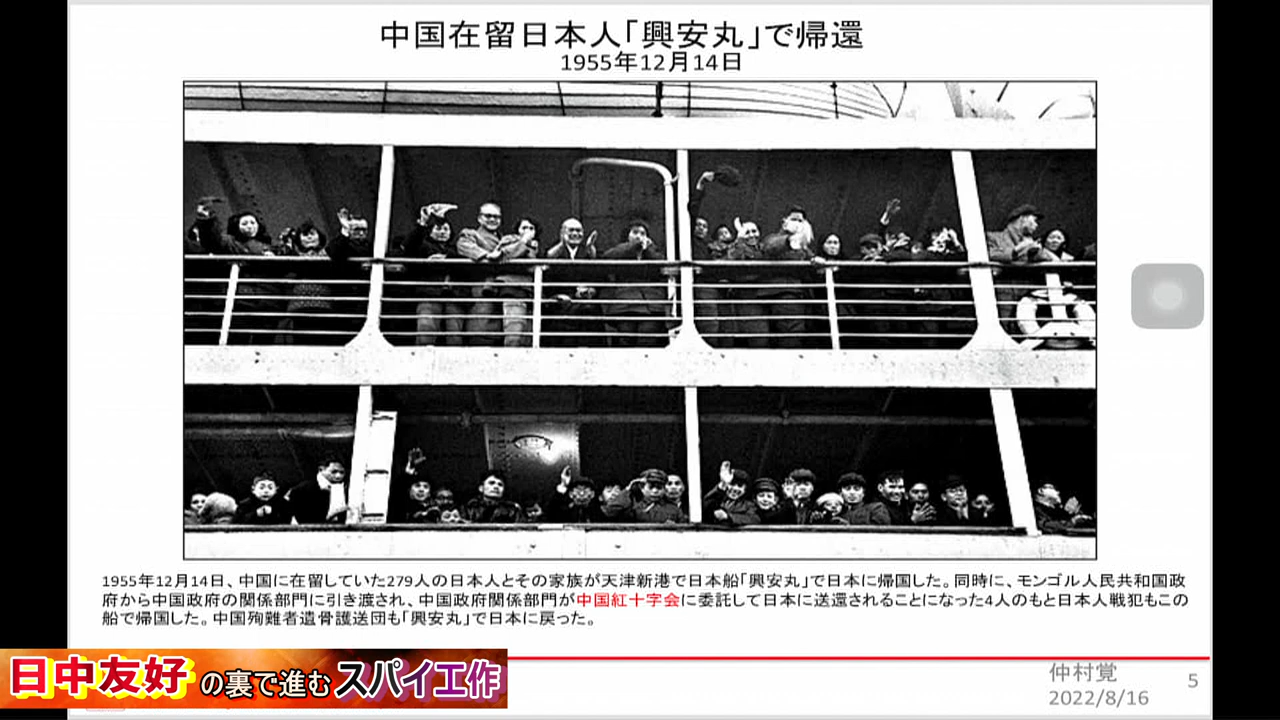 中国在留日本人「興安丸」で帰還
1955年12月14日
1955年12月14日、中国に在留していた279人の日本人とその家族が天津新港で日本船「興安丸」で日本に帰国した。同時に、モンゴル人民共和国政
府から中国政府の関係部門に引き渡され、中国政府関係部門が中国紅十字会に委託して日本に送還されることになった4人のもと日本人戦犯もこの
船で帰国した。中国殉難者遺骨護送団も「興安丸」で日本に戻った。
日中友好の裏で進むスパイ工作
仲村覚
2022/8/16
5